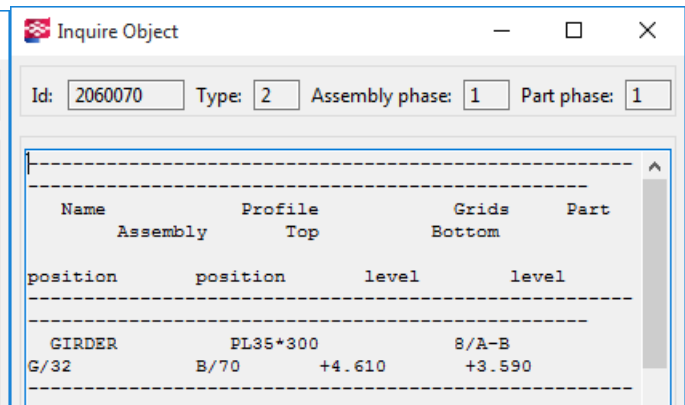 Inquire Object
Id: 2060070 Type: 2 Assembly phase: 1 Part phase: 1
------------------------------------------------------
--------------------------------------------------
Name Profile Grids Part
Assembly Top Bottom
position position level level
------------------------------------------------------
--------------------------------------------------
GIRDER PL35*300 8/A-B
G/32 B/70 +4.610 +3.590
------------------------------------------------------